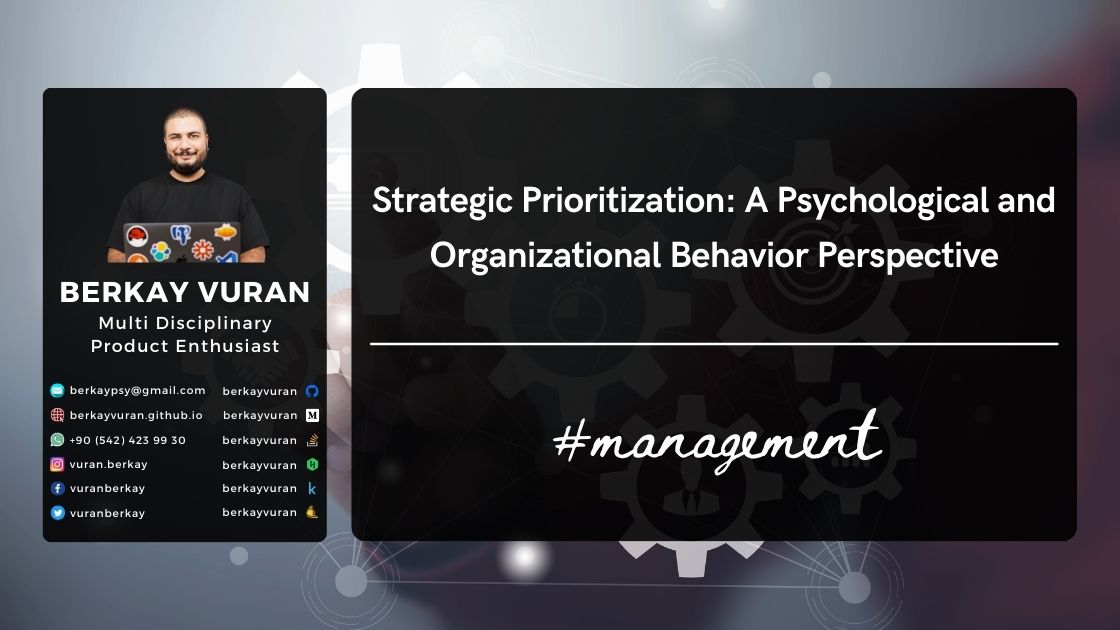 BERKAY VURAN
Multi Disciplinary
Product Enthusiast
berkaypsy@gmail.com
berkayvuran
berkayvuran.github.io
berkayvuran
M
+90 (542) 423 99 30
berkayvuran
vuran.berkay
berkayvuran
vuranberkay
berkayvuran
k
vuranberkay
berkayvuran
Strategic Prioritization: A Psychological and
Organizational Behavior Perspective
#management